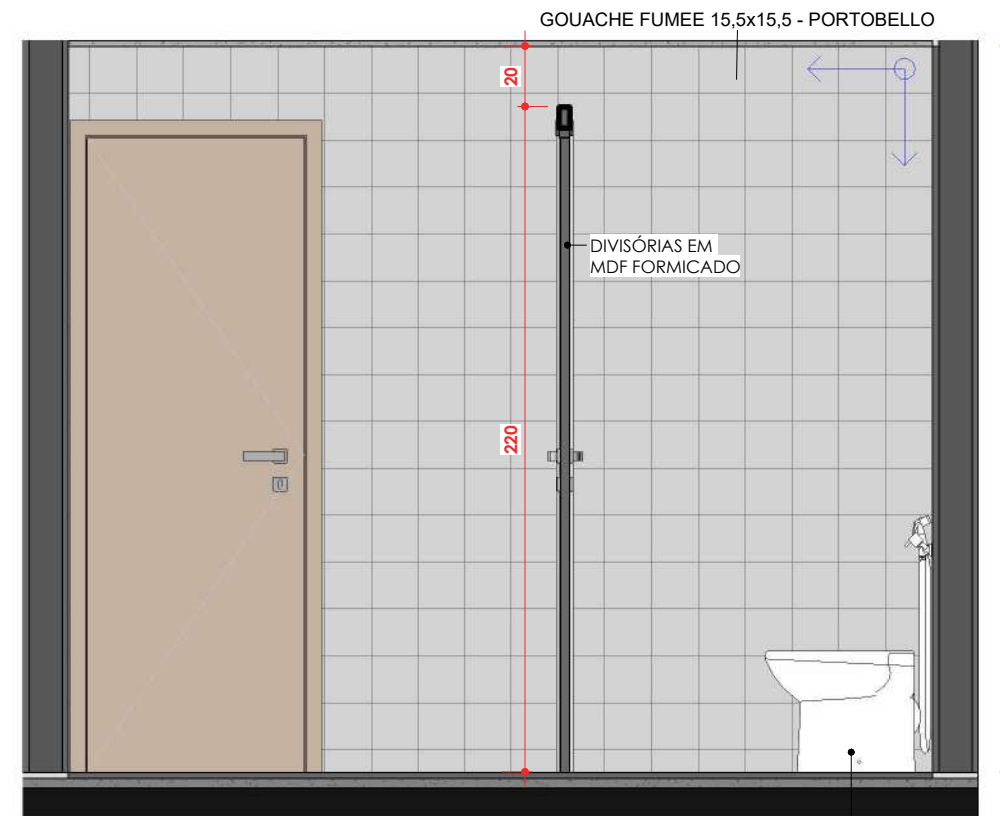 GOUACHE FUMEE 15,5x15,5 - PORTOBELLO
20
DIVISÓRIAS EM
MDF FORMICADO
220